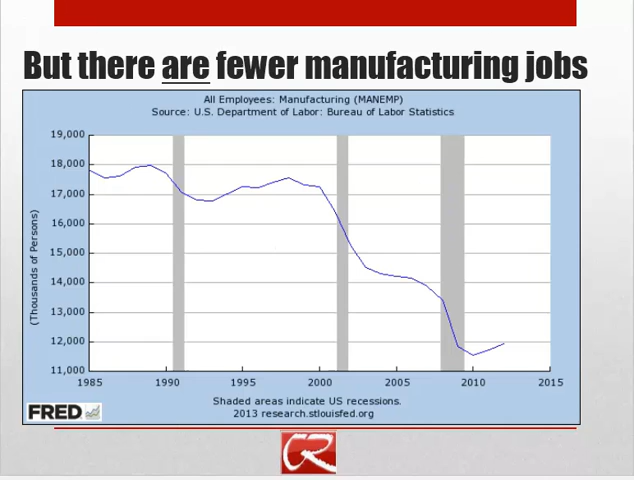 But there are fewer manufacturing jobs
All Employees: Manufacturing (MANEMP)
Source: U.S. Department of Labor: Bureau of Labor Statistics
(Thousands of Persons)
19,000
18,000
17,000
16,000
15,000
14,000
13,000
12,000
11,000
1985 1990 1995 2000 2005 2010 2015
Shaded areas indicate US recessions.
FRED 2013 research.stlouisfed.org
CR